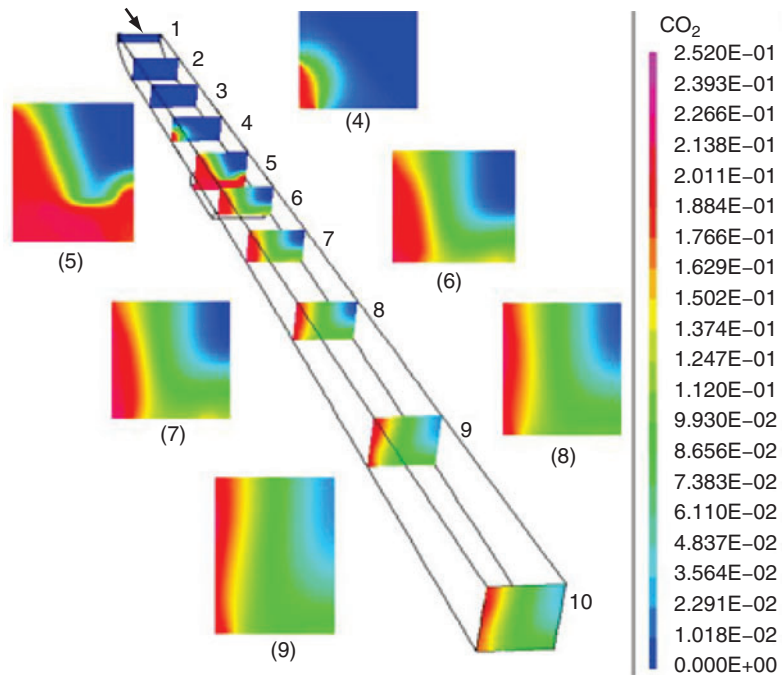 1
2
3
4
5
6
7
8
9
10
(4)
(5)
(6)
(7)
(8)
(9)
CO₂
2.520E−01
2.393E−01
2.266E−01
2.138E−01
2.011E−01
1.884E−01
1.766E−01
1.629E−01
1.502E−01
1.374E−01
1.247E−01
1.120E−01
9.930E−02
8.656E−02
7.383E−02
6.110E−02
4.837E−02
3.564E−02
2.291E−02
1.018E−02
0.000E+00